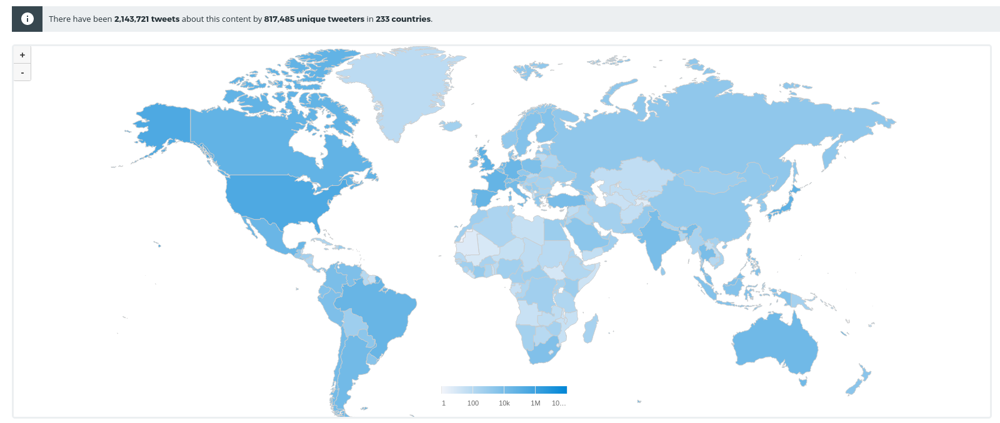 There have been 2,143,721 tweets about this content by 817,485 unique tweeters in 233 countries.
+
-
1 100 10k 1M 10...